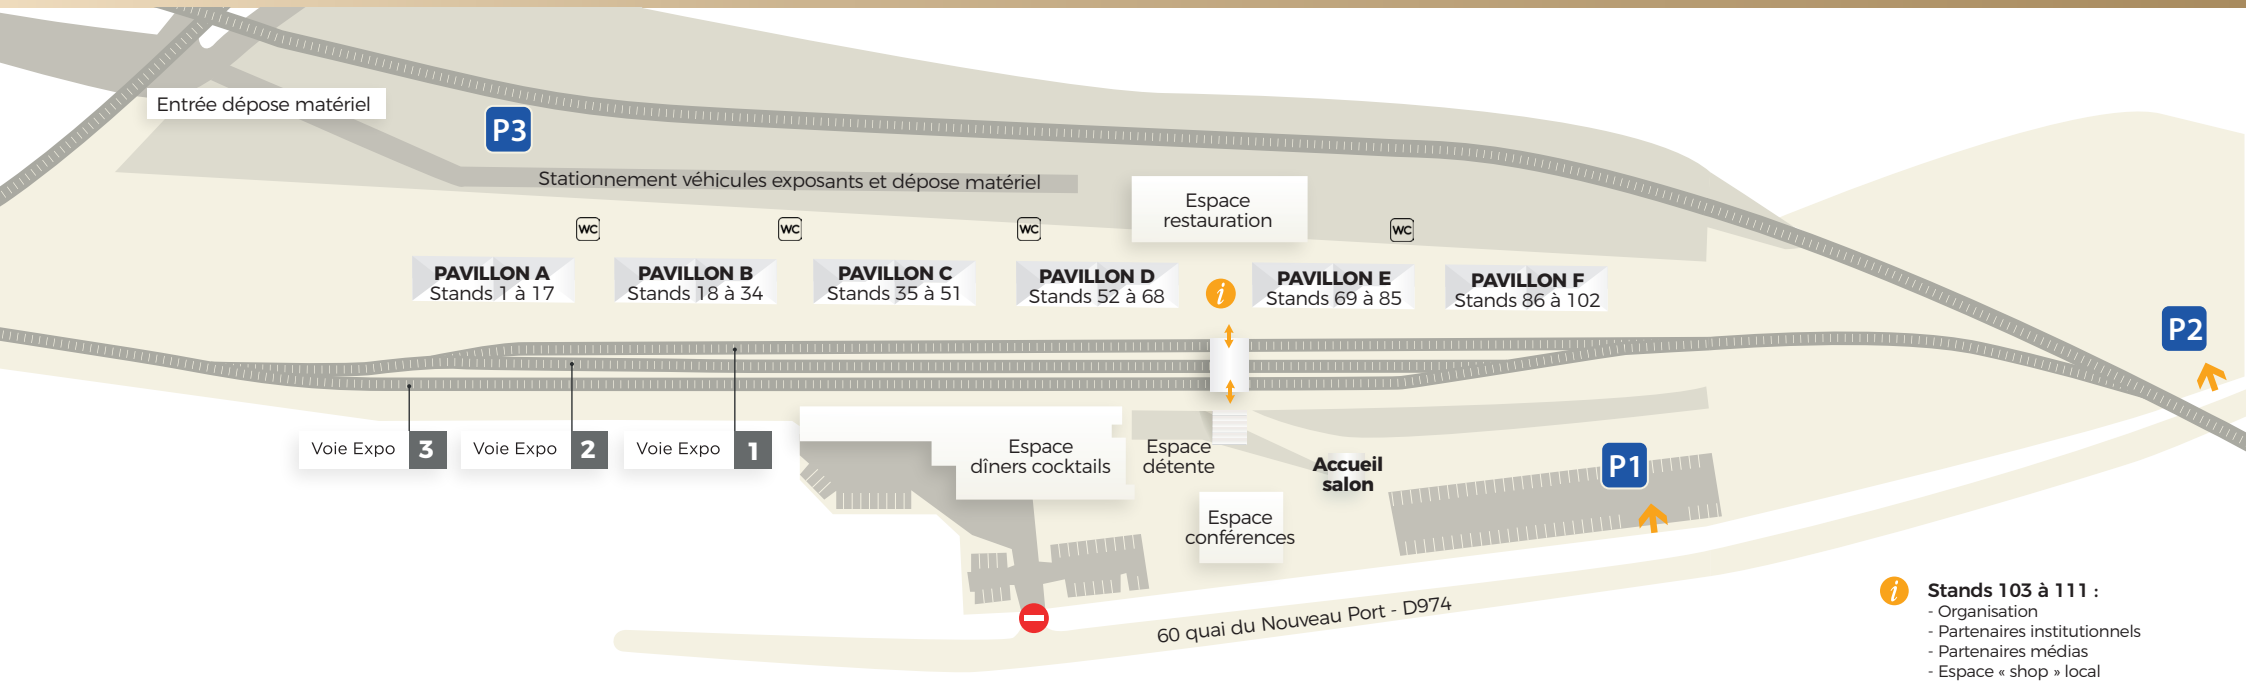 Entrée dépose matériel
P3
Stationnement véhicules exposants et dépose matériel
Espace
restauration
WC
WC
WC
WC
PAVILLON A
Stands 1 à 17
PAVILLON B
Stands 18 à 34
PAVILLON C
Stands 35 à 51
PAVILLON D
Stands 52 à 68
i
PAVILLON E
Stands 69 à 85
PAVILLON F
Stands 86 à 102
P2
Voie Expo 3
Voie Expo 2
Voie Expo 1
Espace
dîners cocktails
Espace
détente
Accueil
salon
P1
Espace
conférences
60 quai du Nouveau Port - D974
i
Stands 103 à 111 :
- Organisation
- Partenaires institutionnels
- Partenaires médias
- Espace « shop » local